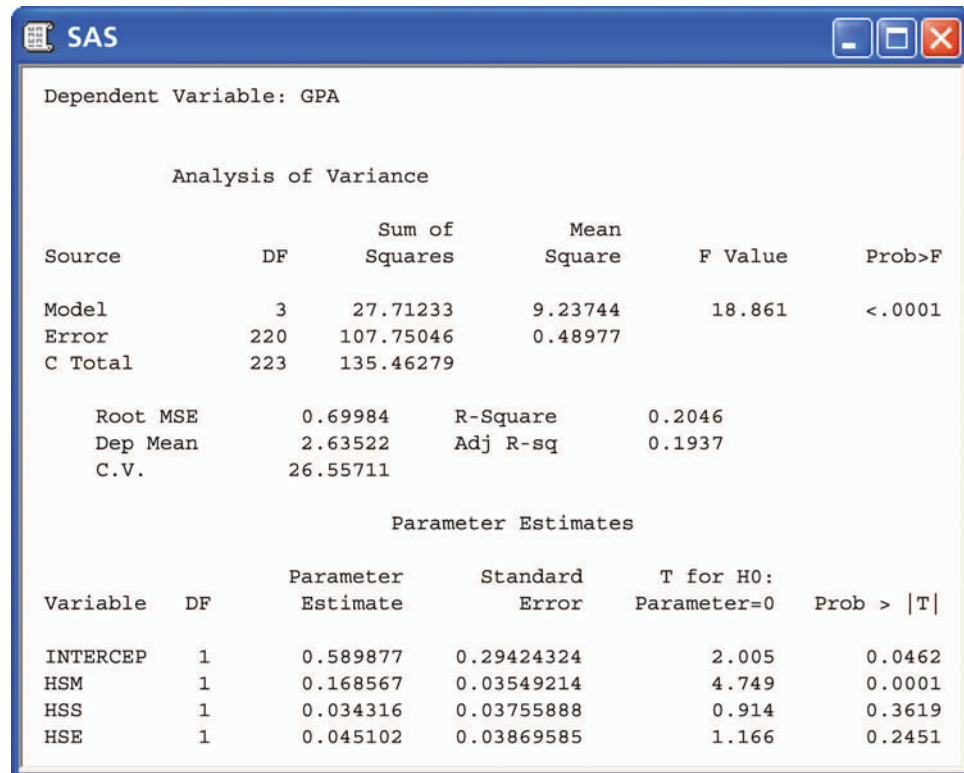 SAS
Dependent Variable: GPA
Analysis of Variance
Sum of Mean
Source DF Squares Square F Value Prob>F
Model 3 27.71233 9.23744 18.861 <.0001
Error 220 107.75046 0.48977
C Total 223 135.46279
Root MSE 0.69984 R-Square 0.2046
Dep Mean 2.63522 Adj R-sq 0.1937
C.V. 26.55711
Parameter Estimates
Parameter Standard T for H0:
Variable DF Estimate Error Parameter=0 Prob > |T|
INTERCEP 1 0.589877 0.29424324 2.005 0.0462
HSM 1 0.168567 0.03549214 4.749 0.0001
HSS 1 0.034316 0.03755888 0.914 0.3619
HSE 1 0.045102 0.03869585 1.166 0.2451